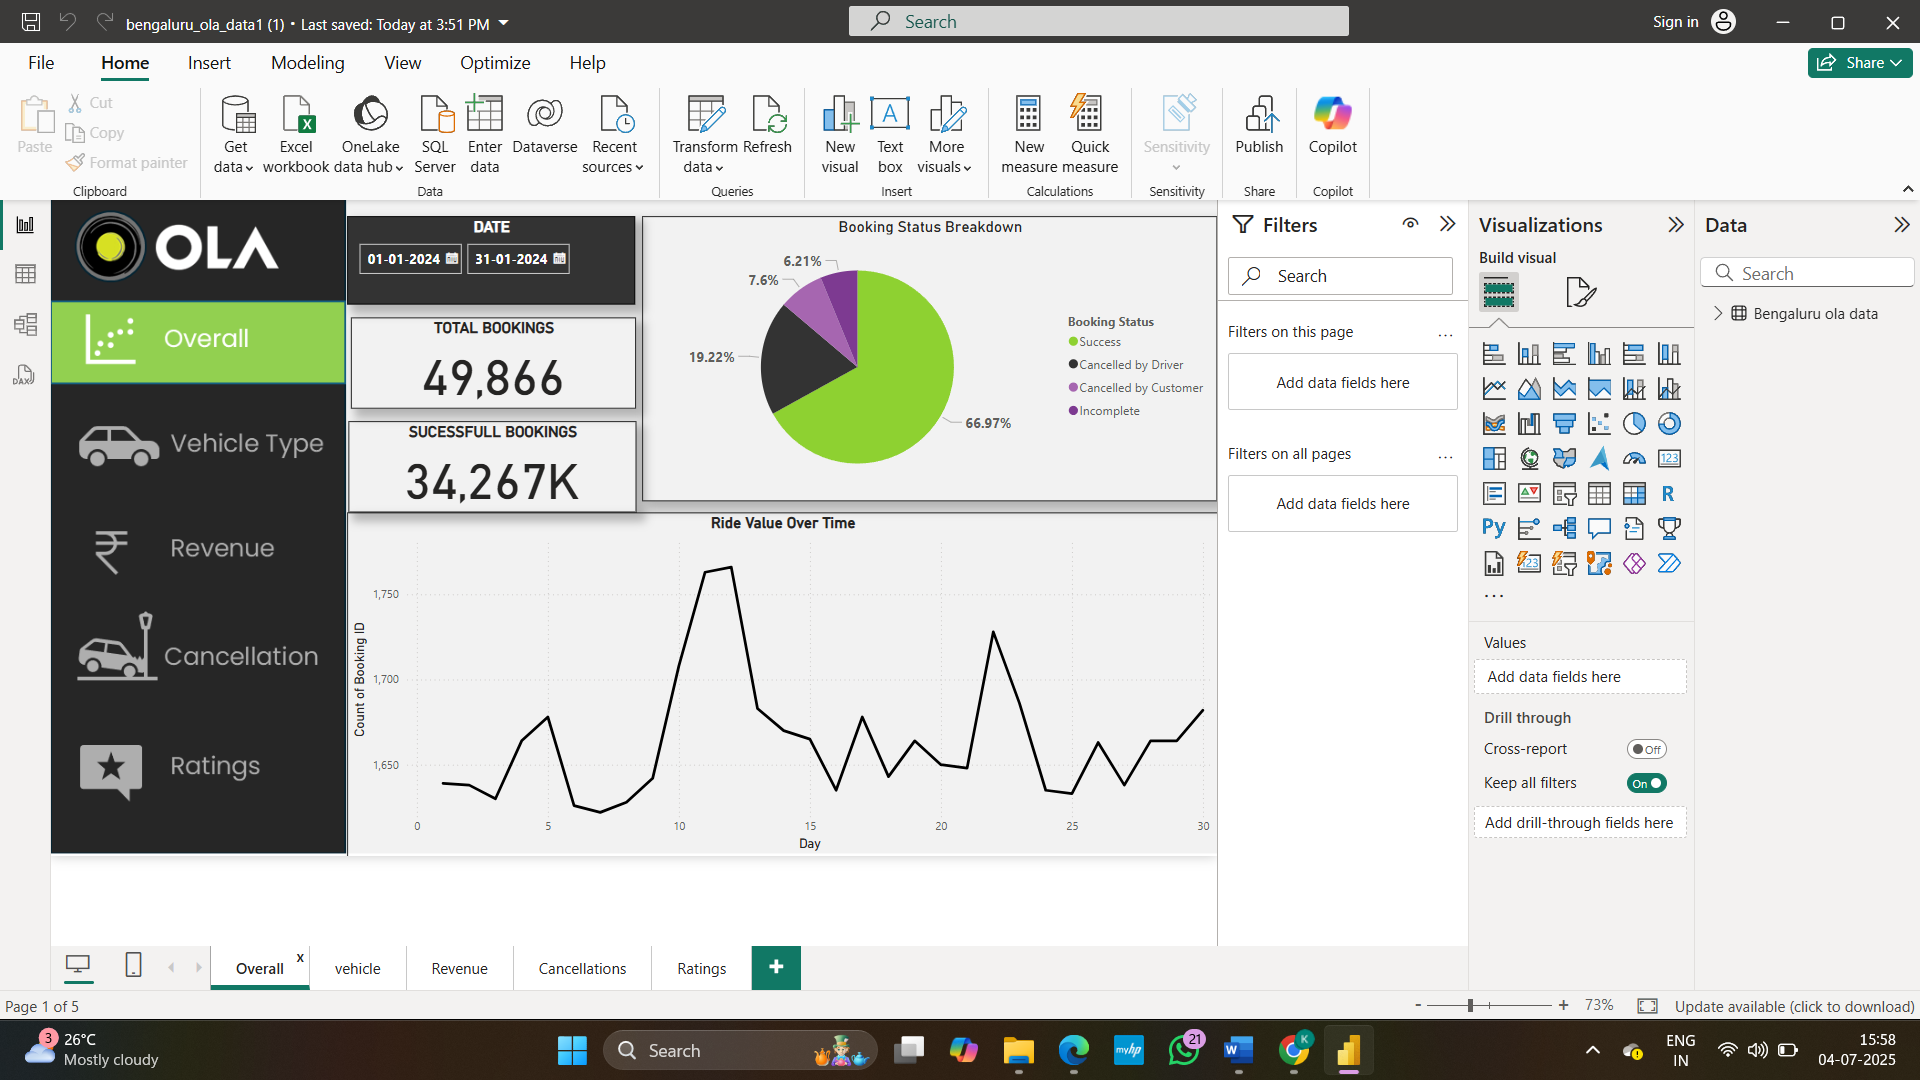 bengaluru_ola_data1 (1) • Last saved: Today at 3:51 PM
Search
Sign in
File
Home
Insert
Modeling
View
Optimize
Help
Share
Paste
Cut
Copy
Format painter
Clipboard
Get data
Excel workbook
OneLake data hub
SQL Server
Enter data
Dataverse
Recent sources
Data
Transform data
Refresh
Queries
New visual
Text box
More visuals
Insert
New measure
Quick measure
Calculations
Sensitivity
Sensitivity
Publish
Share
Copilot
Copilot
OLA
Overall
Vehicle Type
Revenue
Cancellation
Ratings
DATE
01-01-2024
31-01-2024
TOTAL BOOKINGS
49,866
SUCESSFULL BOOKINGS
34,267K
Booking Status Breakdown
6.21%
7.6%
19.22%
66.97%
Booking Status
Success
Cancelled by Driver
Cancelled by Customer
Incomplete
Ride Value Over Time
Count of Booking ID
1,750
1,700
1,650
0 5 10 15 20 25 30
Day
Filters
Search
Filters on this page
...
Add data fields here
Filters on all pages
...
Add data fields here
Visualizations
Build visual
123
R
Py
123
...
Values
Add data fields here
Drill through
Cross-report
Off
Keep all filters
On
Add drill-through fields here
Data
Search
Bengaluru ola data
DAX
Overall
x
vehicle
Revenue
Cancellations
Ratings
+
Page 1 of 5
- + 73%
Update available (click to download)
3
26°C
Mostly cloudy
Search
myhp
21
W
K
ENG
IN
15:58
04-07-2025